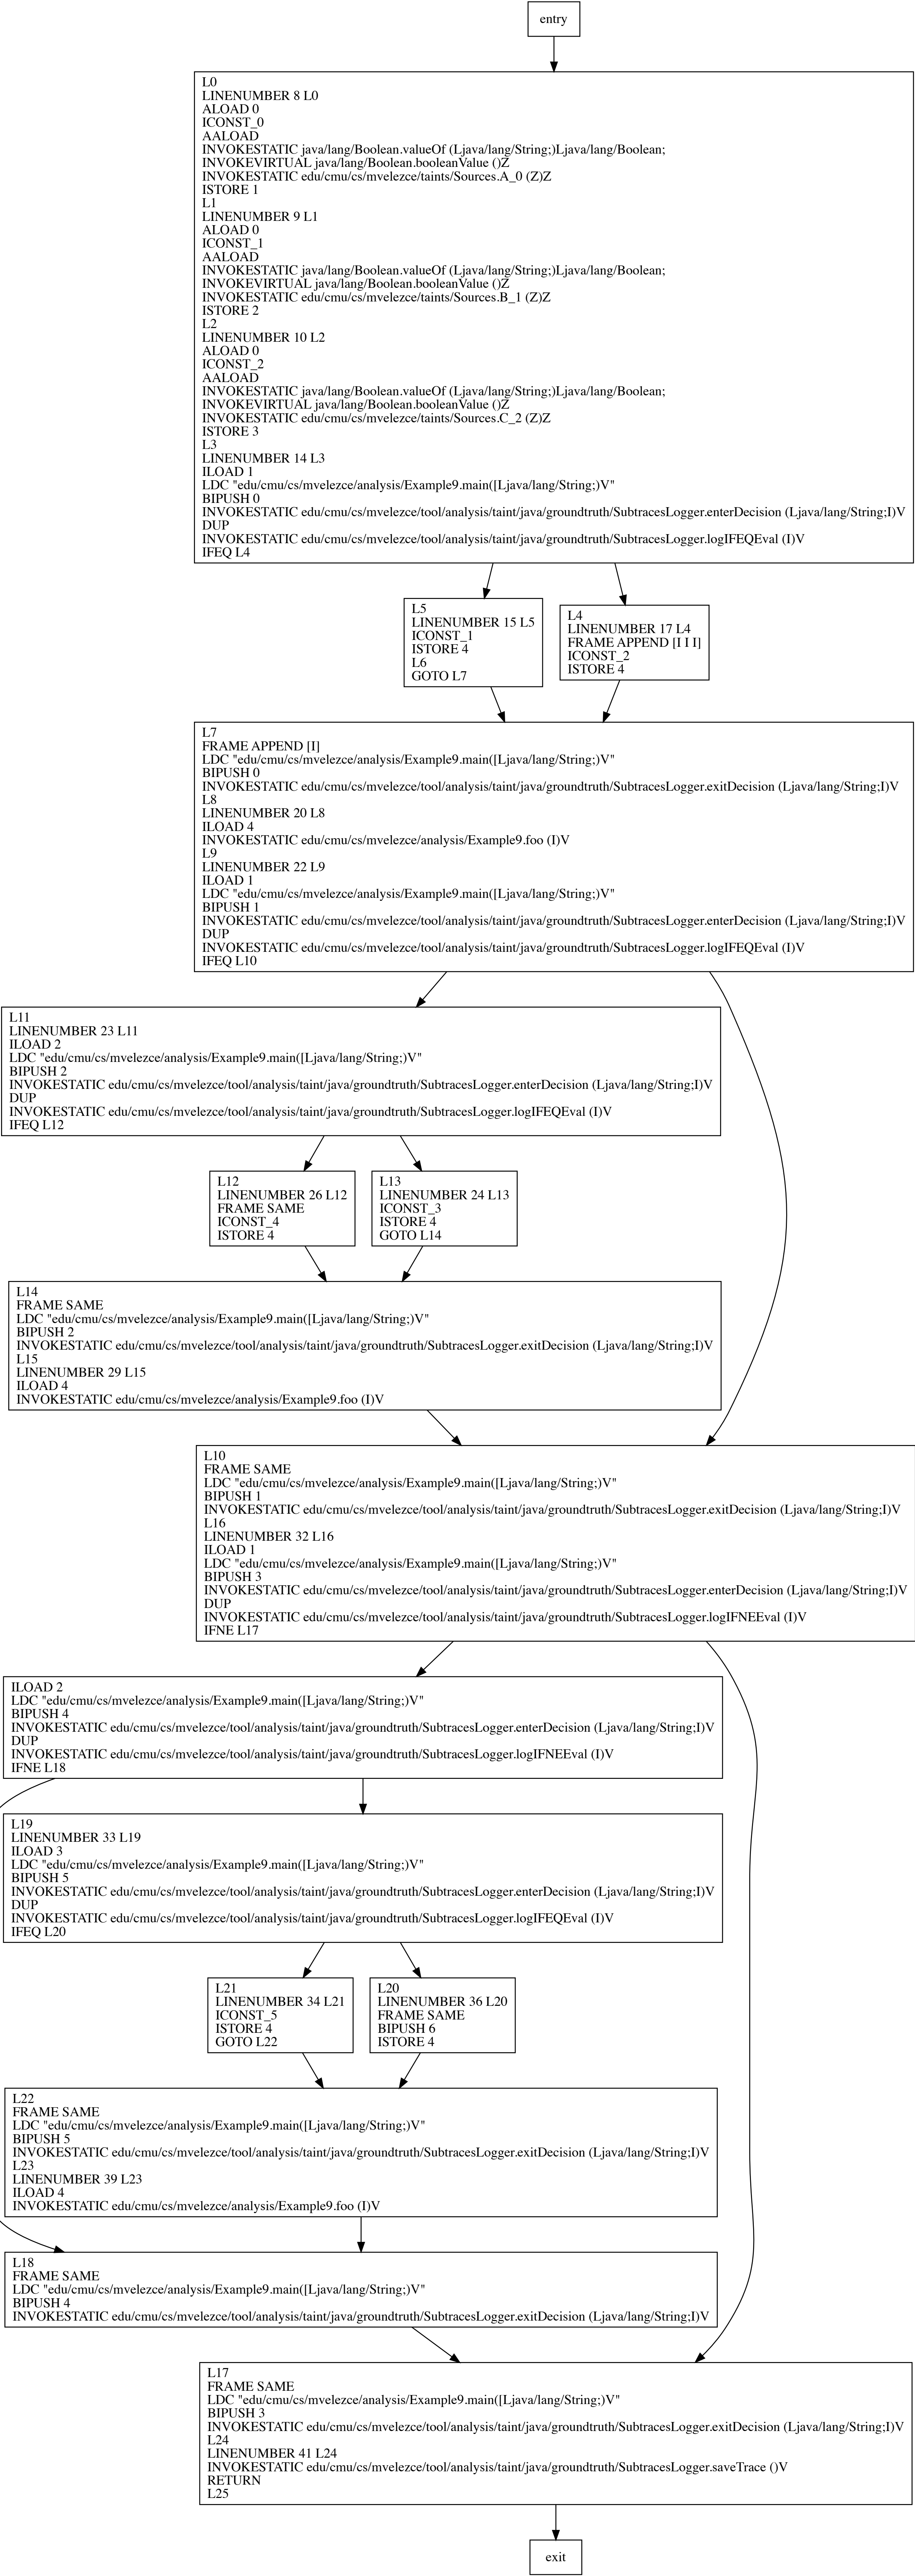 entry
L0
LINENUMBER 8 L0
ALOAD 0
ICONST_0
AALOAD
INVOKESTATIC java/lang/Boolean.valueOf (Ljava/lang/String;)Ljava/lang/Boolean;
INVOKEVIRTUAL java/lang/Boolean.booleanValue ()Z
INVOKESTATIC edu/cmu/cs/mvelezce/taints/Sources.A_0 (Z)Z
ISTORE 1
L1
LINENUMBER 9 L1
ALOAD 0
ICONST_1
AALOAD
INVOKESTATIC java/lang/Boolean.valueOf (Ljava/lang/String;)Ljava/lang/Boolean;
INVOKEVIRTUAL java/lang/Boolean.booleanValue ()Z
INVOKESTATIC edu/cmu/cs/mvelezce/taints/Sources.B_1 (Z)Z
ISTORE 2
L2
LINENUMBER 10 L2
ALOAD 0
ICONST_2
AALOAD
INVOKESTATIC java/lang/Boolean.valueOf (Ljava/lang/String;)Ljava/lang/Boolean;
INVOKEVIRTUAL java/lang/Boolean.booleanValue ()Z
INVOKESTATIC edu/cmu/cs/mvelezce/taints/Sources.C_2 (Z)Z
ISTORE 3
L3
LINENUMBER 14 L3
ILOAD 1
LDC "edu/cmu/cs/mvelezce/analysis/Example9.main([Ljava/lang/String;)V"
BIPUSH 0
INVOKESTATIC edu/cmu/cs/mvelezce/tool/analysis/taint/java/groundtruth/SubtracesLogger.enterDecision (Ljava/lang/String;I)V
DUP
INVOKESTATIC edu/cmu/cs/mvelezce/tool/analysis/taint/java/groundtruth/SubtracesLogger.logIFEQEval (I)V
IFEQ L4
L5
LINENUMBER 15 L5
ICONST_1
ISTORE 4
L6
GOTO L7
L4
LINENUMBER 17 L4
FRAME APPEND [I I I]
ICONST_2
ISTORE 4
L7
FRAME APPEND [I]
LDC "edu/cmu/cs/mvelezce/analysis/Example9.main([Ljava/lang/String;)V"
BIPUSH 0
INVOKESTATIC edu/cmu/cs/mvelezce/tool/analysis/taint/java/groundtruth/SubtracesLogger.exitDecision (Ljava/lang/String;I)V
L8
LINENUMBER 20 L8
ILOAD 4
INVOKESTATIC edu/cmu/cs/mvelezce/analysis/Example9.foo (I)V
L9
LINENUMBER 22 L9
ILOAD 1
LDC "edu/cmu/cs/mvelezce/analysis/Example9.main([Ljava/lang/String;)V"
BIPUSH 1
INVOKESTATIC edu/cmu/cs/mvelezce/tool/analysis/taint/java/groundtruth/SubtracesLogger.enterDecision (Ljava/lang/String;I)V
DUP
INVOKESTATIC edu/cmu/cs/mvelezce/tool/analysis/taint/java/groundtruth/SubtracesLogger.logIFEQEval (I)V
IFEQ L10
L11
LINENUMBER 23 L11
ILOAD 2
LDC "edu/cmu/cs/mvelezce/analysis/Example9.main([Ljava/lang/String;)V"
BIPUSH 2
INVOKESTATIC edu/cmu/cs/mvelezce/tool/analysis/taint/java/groundtruth/SubtracesLogger.enterDecision (Ljava/lang/String;I)V
DUP
INVOKESTATIC edu/cmu/cs/mvelezce/tool/analysis/taint/java/groundtruth/SubtracesLogger.logIFEQEval (I)V
IFEQ L12
L12
LINENUMBER 26 L12
FRAME SAME
ICONST_4
ISTORE 4
L13
LINENUMBER 24 L13
ICONST_3
ISTORE 4
GOTO L14
L14
FRAME SAME
LDC "edu/cmu/cs/mvelezce/analysis/Example9.main([Ljava/lang/String;)V"
BIPUSH 2
INVOKESTATIC edu/cmu/cs/mvelezce/tool/analysis/taint/java/groundtruth/SubtracesLogger.exitDecision (Ljava/lang/String;I)V
L15
LINENUMBER 29 L15
ILOAD 4
INVOKESTATIC edu/cmu/cs/mvelezce/analysis/Example9.foo (I)V
L10
FRAME SAME
LDC "edu/cmu/cs/mvelezce/analysis/Example9.main([Ljava/lang/String;)V"
BIPUSH 1
INVOKESTATIC edu/cmu/cs/mvelezce/tool/analysis/taint/java/groundtruth/SubtracesLogger.exitDecision (Ljava/lang/String;I)V
L16
LINENUMBER 32 L16
ILOAD 1
LDC "edu/cmu/cs/mvelezce/analysis/Example9.main([Ljava/lang/String;)V"
BIPUSH 3
INVOKESTATIC edu/cmu/cs/mvelezce/tool/analysis/taint/java/groundtruth/SubtracesLogger.enterDecision (Ljava/lang/String;I)V
DUP
INVOKESTATIC edu/cmu/cs/mvelezce/tool/analysis/taint/java/groundtruth/SubtracesLogger.logIFNEEval (I)V
IFNE L17
ILOAD 2
LDC "edu/cmu/cs/mvelezce/analysis/Example9.main([Ljava/lang/String;)V"
BIPUSH 4
INVOKESTATIC edu/cmu/cs/mvelezce/tool/analysis/taint/java/groundtruth/SubtracesLogger.enterDecision (Ljava/lang/String;I)V
DUP
INVOKESTATIC edu/cmu/cs/mvelezce/tool/analysis/taint/java/groundtruth/SubtracesLogger.logIFNEEval (I)V
IFNE L18
L19
LINENUMBER 33 L19
ILOAD 3
LDC "edu/cmu/cs/mvelezce/analysis/Example9.main([Ljava/lang/String;)V"
BIPUSH 5
INVOKESTATIC edu/cmu/cs/mvelezce/tool/analysis/taint/java/groundtruth/SubtracesLogger.enterDecision (Ljava/lang/String;I)V
DUP
INVOKESTATIC edu/cmu/cs/mvelezce/tool/analysis/taint/java/groundtruth/SubtracesLogger.logIFEQEval (I)V
IFEQ L20
L21
LINENUMBER 34 L21
ICONST_5
ISTORE 4
GOTO L22
L20
LINENUMBER 36 L20
FRAME SAME
BIPUSH 6
ISTORE 4
L22
FRAME SAME
LDC "edu/cmu/cs/mvelezce/analysis/Example9.main([Ljava/lang/String;)V"
BIPUSH 5
INVOKESTATIC edu/cmu/cs/mvelezce/tool/analysis/taint/java/groundtruth/SubtracesLogger.exitDecision (Ljava/lang/String;I)V
L23
LINENUMBER 39 L23
ILOAD 4
INVOKESTATIC edu/cmu/cs/mvelezce/analysis/Example9.foo (I)V
L18
FRAME SAME
LDC "edu/cmu/cs/mvelezce/analysis/Example9.main([Ljava/lang/String;)V"
BIPUSH 4
INVOKESTATIC edu/cmu/cs/mvelezce/tool/analysis/taint/java/groundtruth/SubtracesLogger.exitDecision (Ljava/lang/String;I)V
L17
FRAME SAME
LDC "edu/cmu/cs/mvelezce/analysis/Example9.main([Ljava/lang/String;)V"
BIPUSH 3
INVOKESTATIC edu/cmu/cs/mvelezce/tool/analysis/taint/java/groundtruth/SubtracesLogger.exitDecision (Ljava/lang/String;I)V
L24
LINENUMBER 41 L24
INVOKESTATIC edu/cmu/cs/mvelezce/tool/analysis/taint/java/groundtruth/SubtracesLogger.saveTrace ()V
RETURN
L25
exit